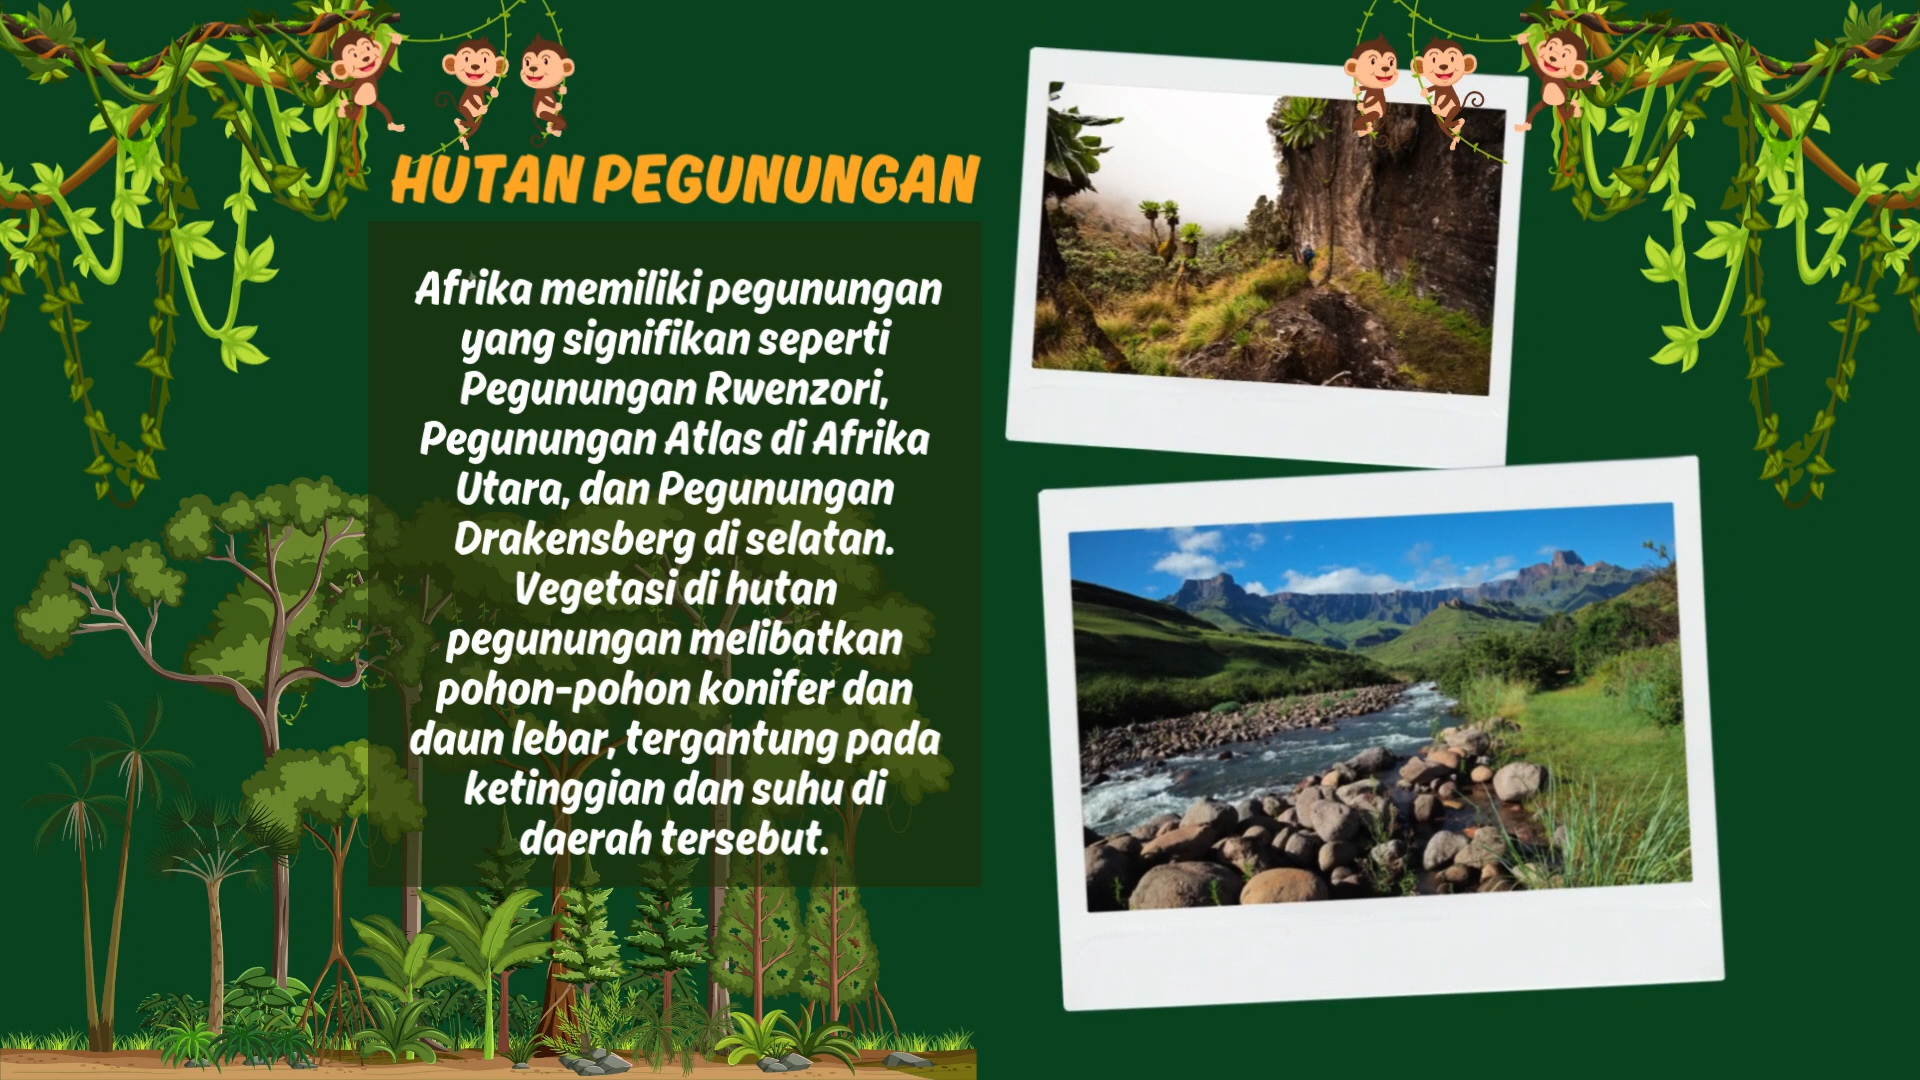 HUTAN PEGUNUNGAN
Afrika memiliki pegunungan
yang signifikan seperti
Pegunungan Rwenzori,
Pegunungan Atlas di Afrika
Utara, dan Pegunungan
Drakensberg di selatan.
Vegetasi di hutan
pegunungan melibatkan
pohon-pohon konifer dan
daun lebar, tergantung pada
ketinggian dan suhu di
daerah tersebut.